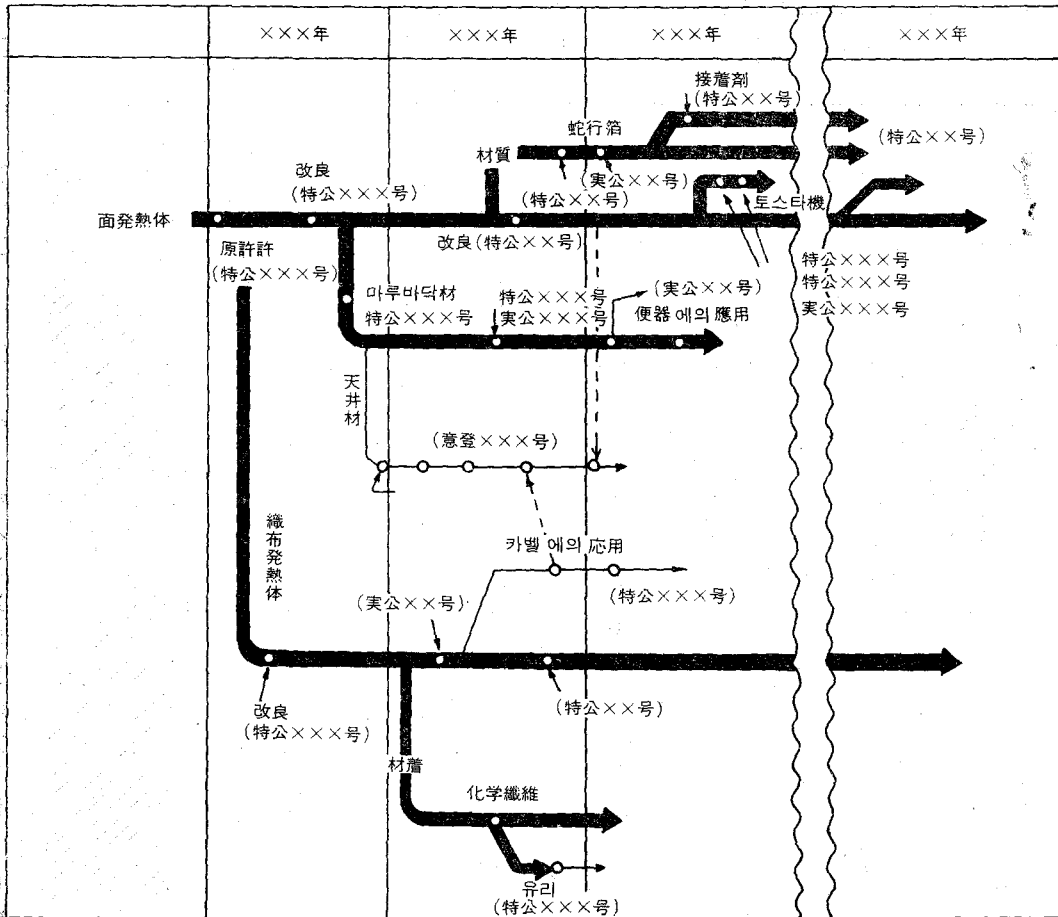 ×××年
×××年
×××年
×××年
接着剤
(特公××号)
(特公××号)
蛇行箔
材質
(実公××号)
改良
(特公×××号)
(特公××号)
토스타機
面発熱体
改良(特公××号)
原許許
(特公×××号)
特公×××号
特公×××号
実公×××号
마루바닥材
特公×××号
特公×××号
実公×××号
(実公××号)
便器에의應用
天井材
(意登×××号)
織布発熱体
카벨에의 応用
(特公×××号)
(実公××号)
改良
(特公×××号)
(特公××号)
材着
化学繊維
유리
(特公×××号)